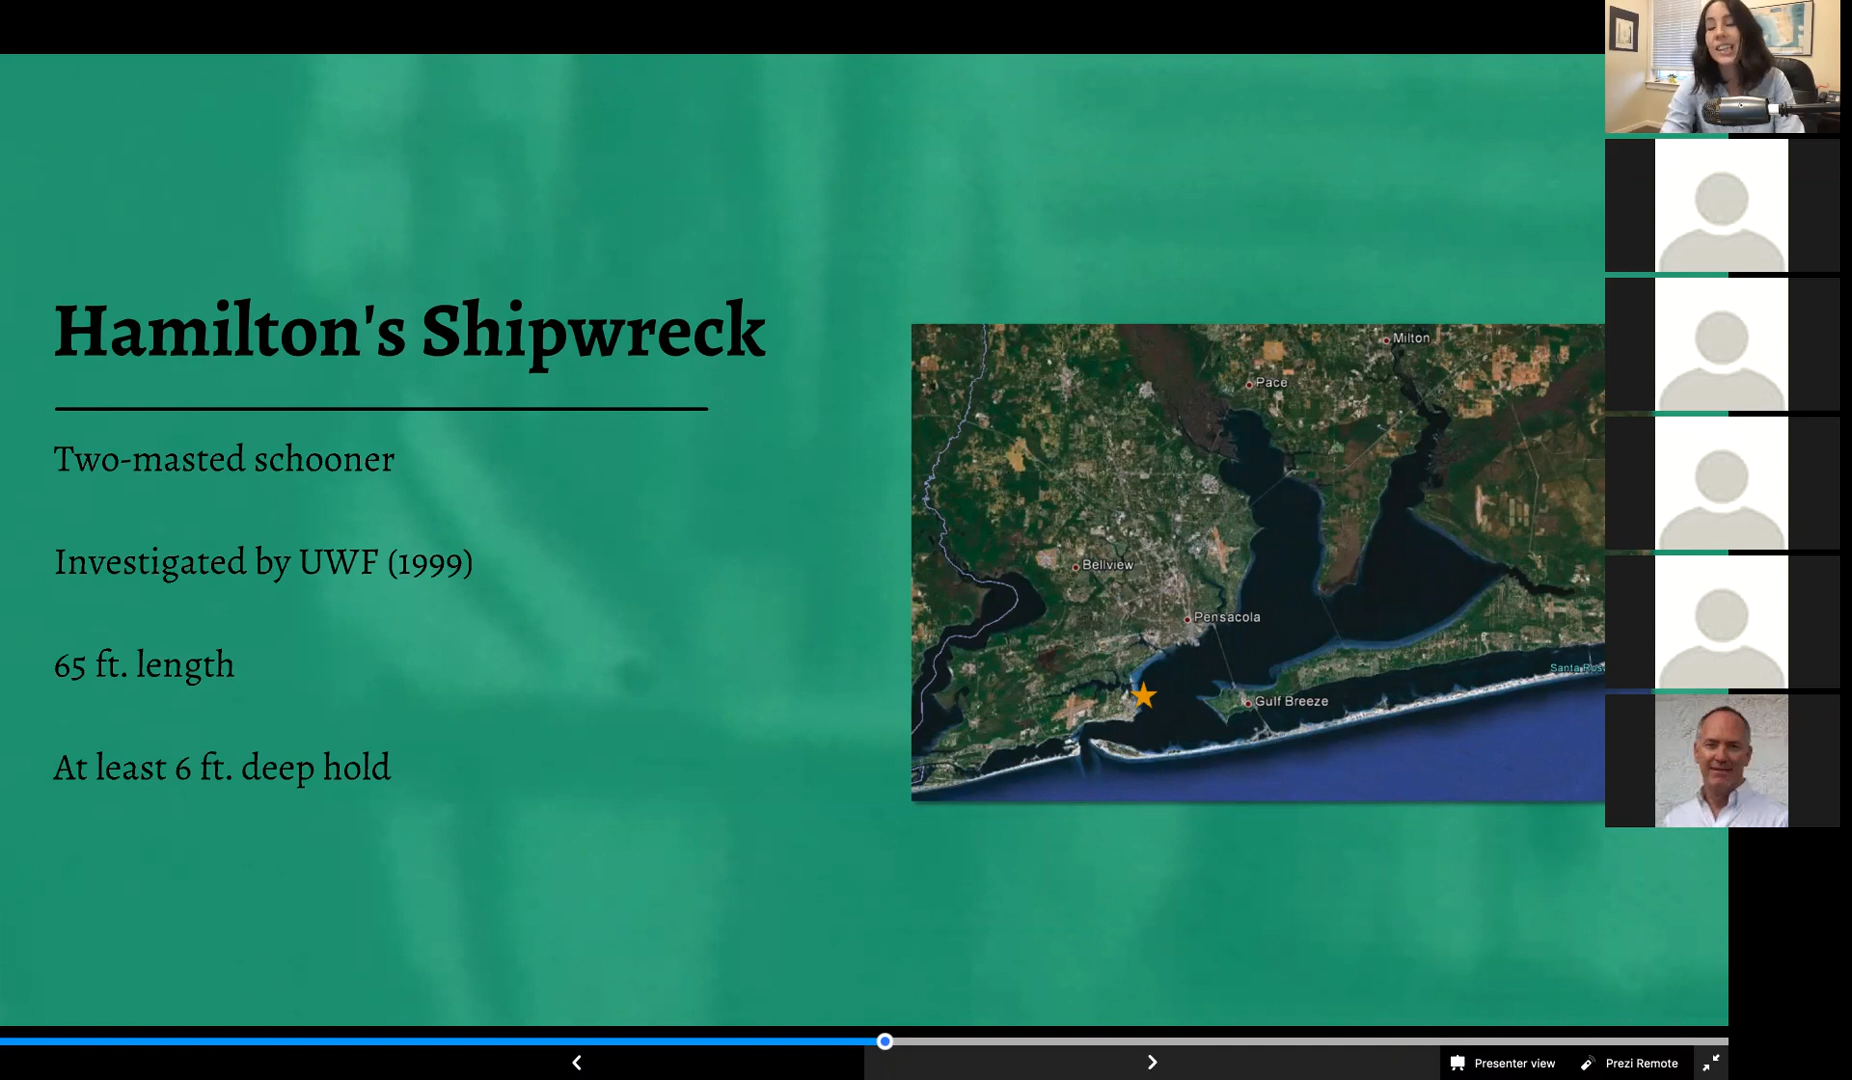 Hamilton's Shipwreck
Two-masted schooner
Investigated by UWF (1999)
65 ft. length
At least 6 ft. deep hold
Milton
Pace
Bellview
Pensacola
Santa Ros
Gulf Breeze
Presenter view
Prezi Remote